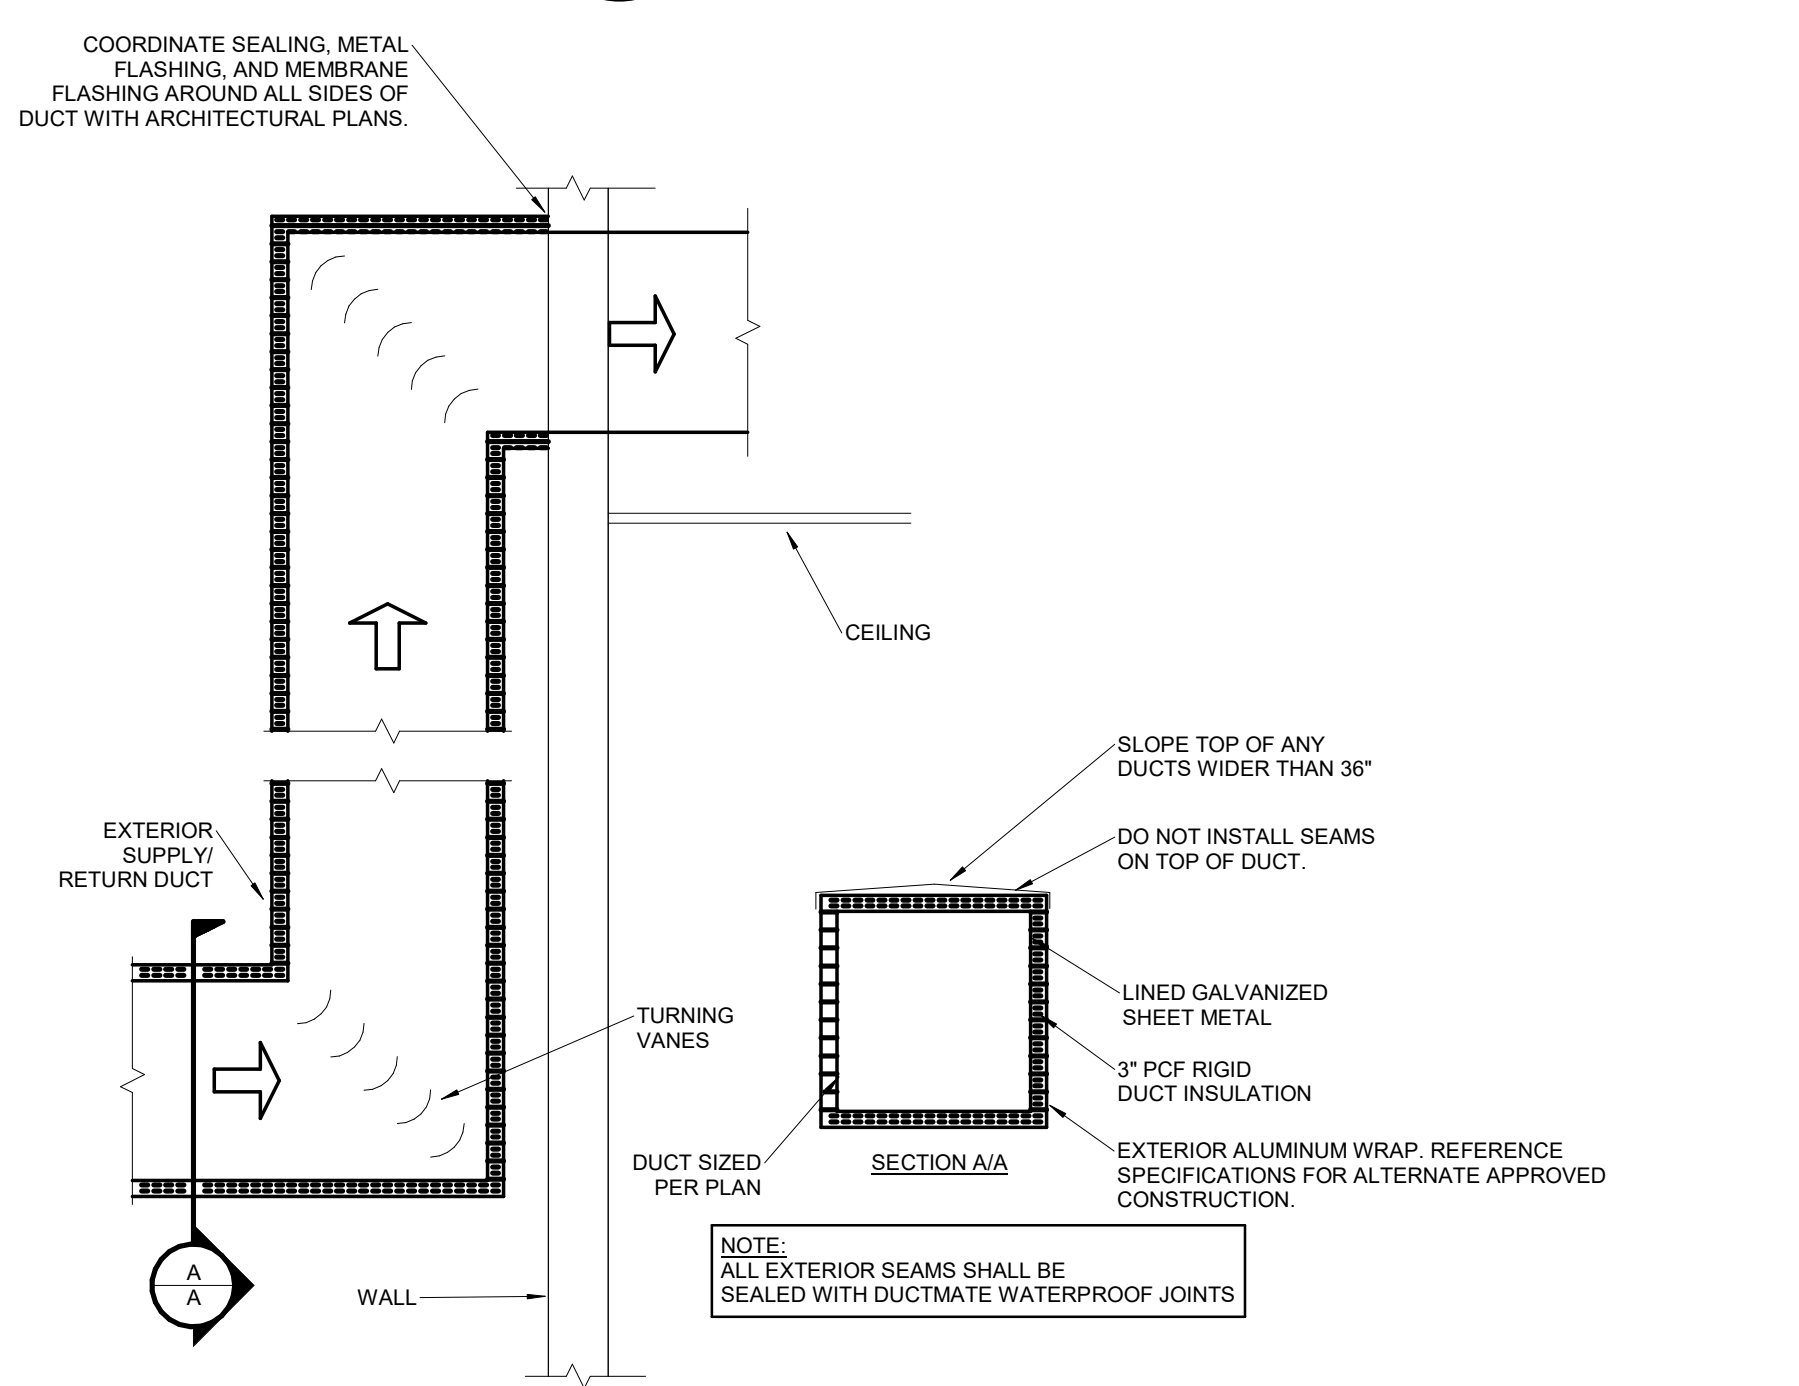 COORDINATE SEALING, METAL
FLASHING, AND MEMBRANE
FLASHING AROUND ALL SIDES OF
DUCT WITH ARCHITECTURAL PLANS.
CEILING
SLOPE TOP OF ANY
DUCTS WIDER THAN 36"
EXTERIOR
SUPPLY/
RETURN DUCT
DO NOT INSTALL SEAMS
ON TOP OF DUCT.
TURNING
VANES
LINED GALVANIZED
SHEET METAL
3" PCF RIGID
DUCT INSULATION
DUCT SIZED
PER PLAN
SECTION A/A
EXTERIOR ALUMINUM WRAP. REFERENCE
SPECIFICATIONS FOR ALTERNATE APPROVED
CONSTRUCTION.
A
A
WALL
NOTE:
ALL EXTERIOR SEAMS SHALL BE
SEALED WITH DUCTMATE WATERPROOF JOINTS